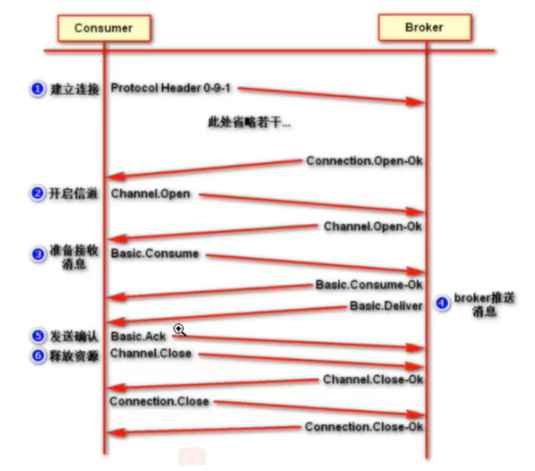 Consumer
Broker
1 建立连接 Protocol Header 0-9-1
此处省略若干...
Connection.Open-Ok
2 开启信道 Channel.Open
Channel.Open-Ok
3 准备接收
消息
Basic.Consume
Basic.Consume-Ok
Basic.Deliver
4 broker推送
消息
5 发送确认 Basic.Ack
6 释放资源 Channel.Close
Channel.Close-Ok
Connection.Close
Connection.Close-Ok